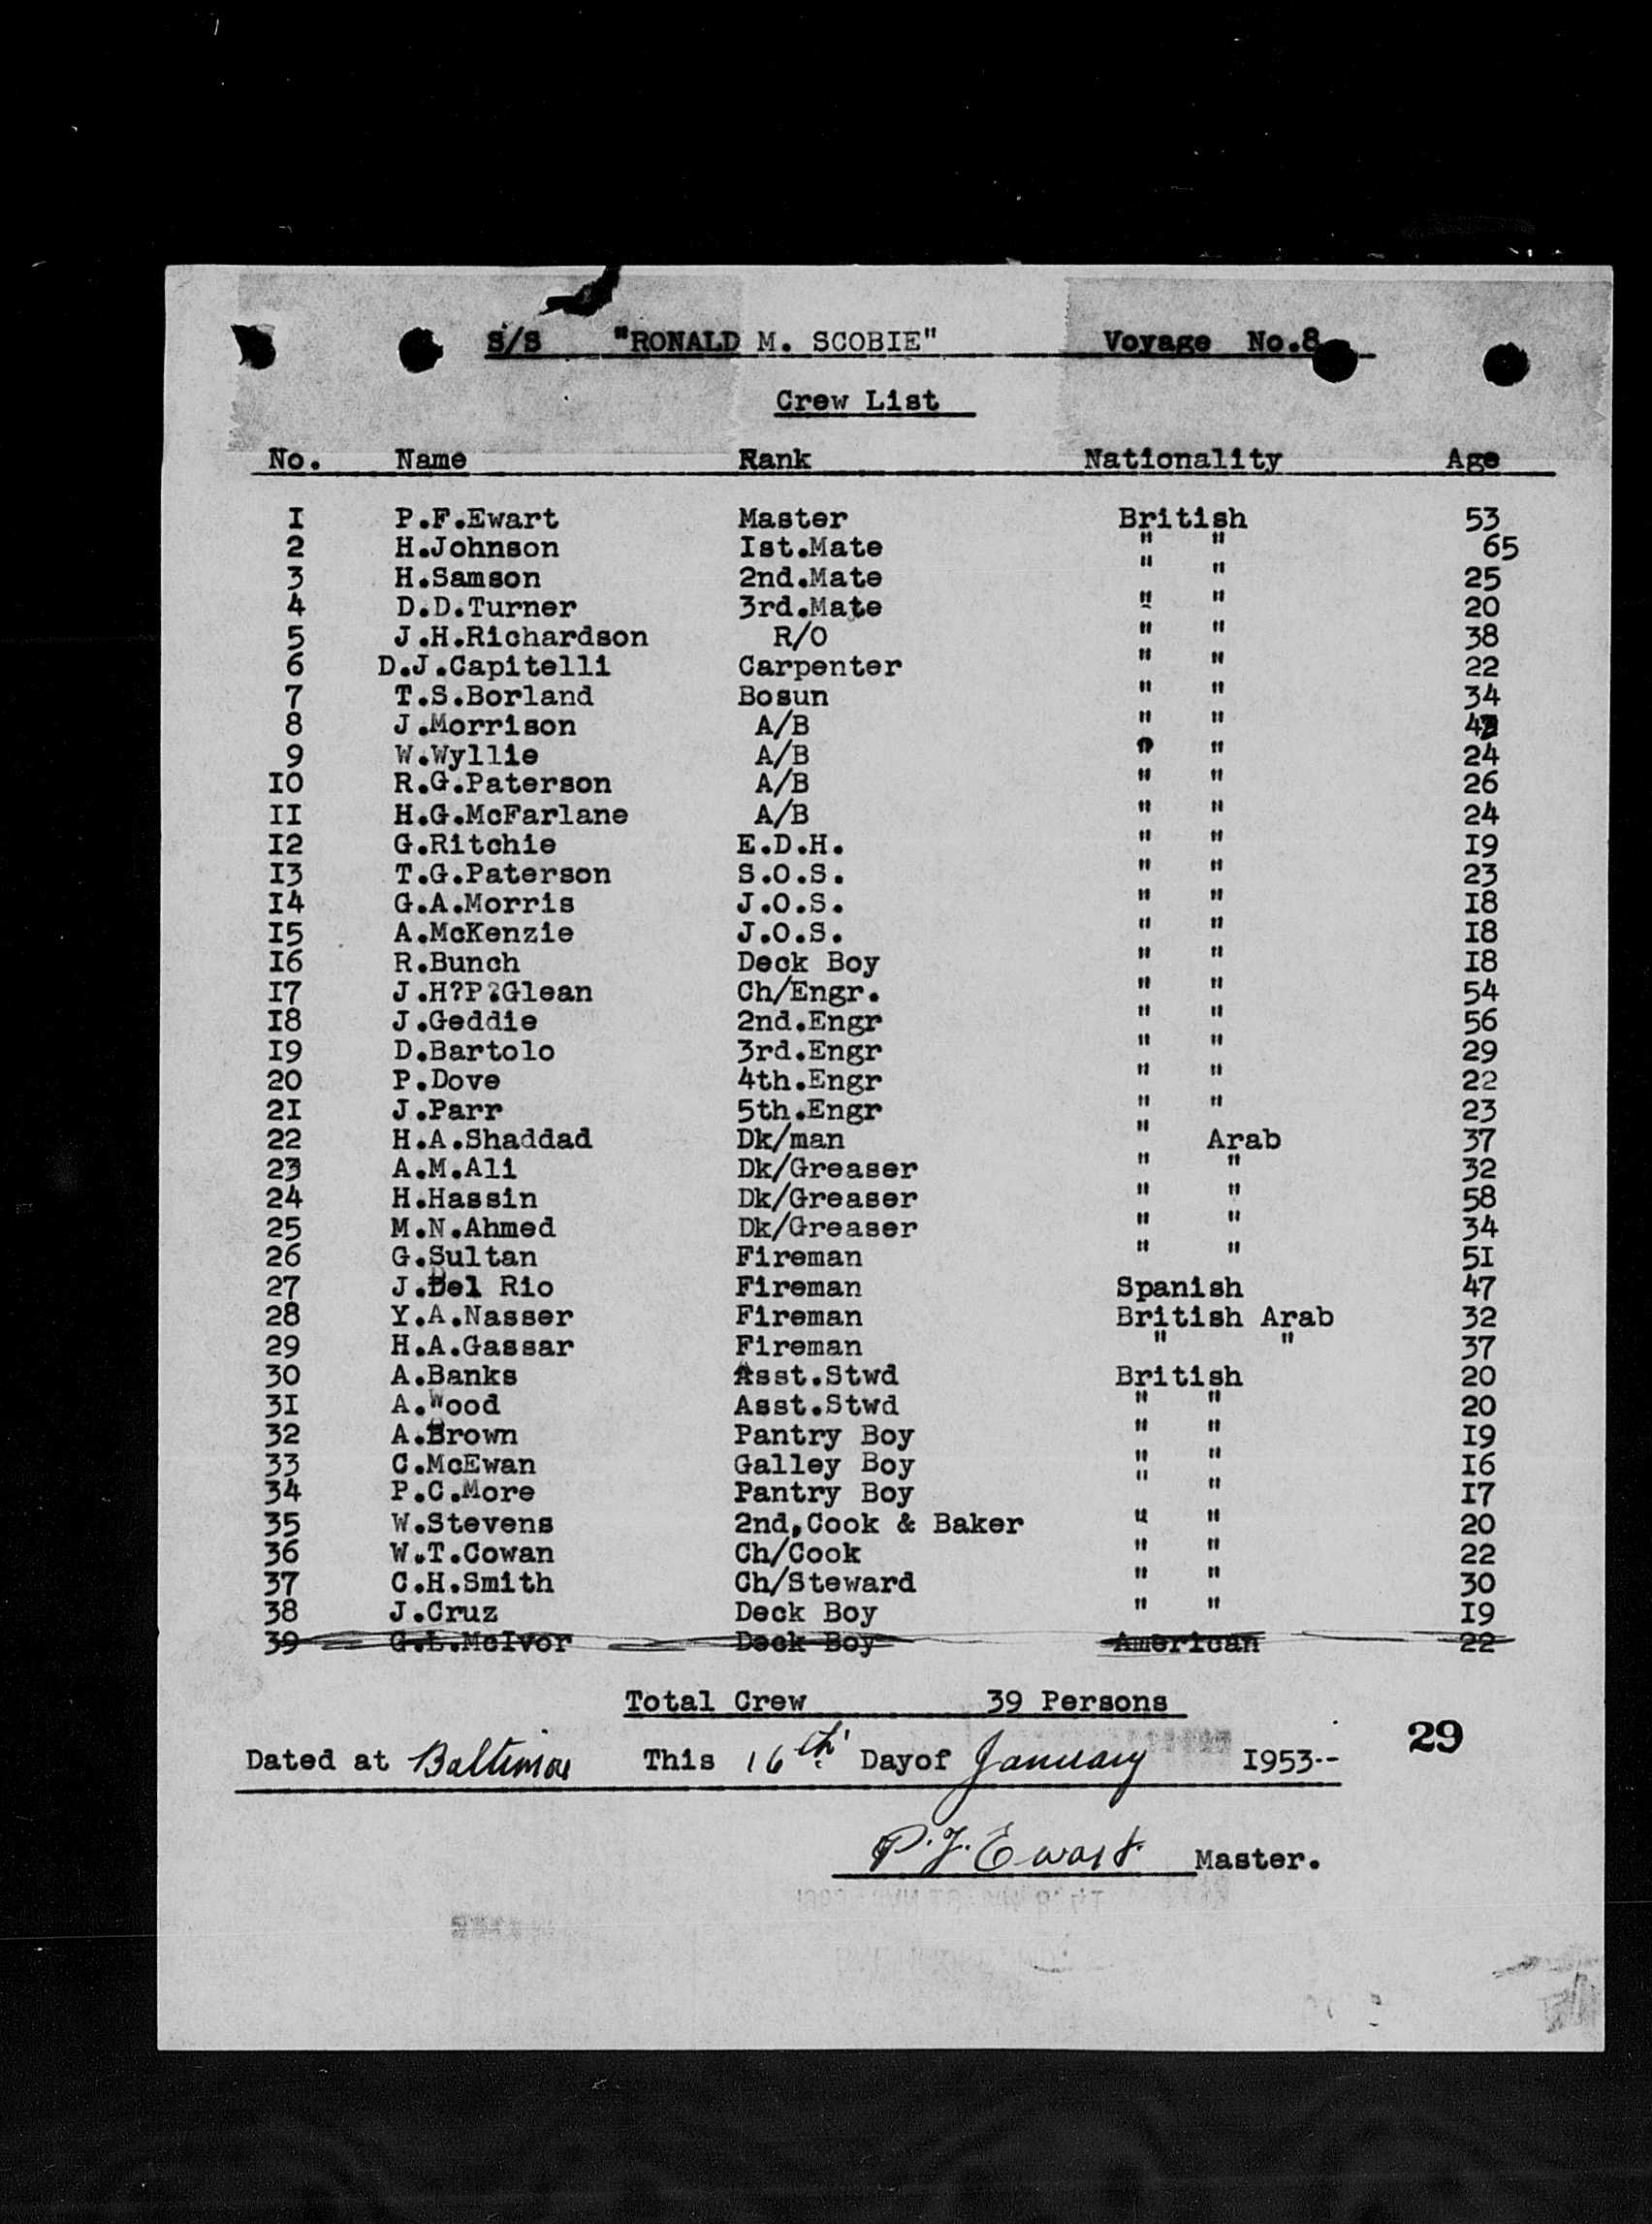 S/S "RONALD M. SCOBIE" Voyage No.8
Crew List
No. Name Rank Nationality Age
I P.F.Ewart Master British 53
2 H.Johnson Ist.Mate " " 65
3 H.Samson 2nd.Mate " " 25
4 D.D.Turner 3rd.Mate " " 20
5 J.H.Richardson R/O " " 38
6 D.J.Capitelli Carpenter " " 22
7 T.S.Borland Bosun " " 34
8 J.Morrison A/B " "
9 W.Wyllie A/B " " 24
IO R.G.Paterson A/B " " 26
II H.G.McFarlane A/B " " 24
I2 G.Ritchie E.D.H. " " I9
I3 T.G.Paterson S.O.S. " " 23
I4 G.A.Morris J.O.S. " " I8
I5 A.McKenzie J.O.S. " " I8
I6 R.Bunch Deck Boy " " I8
I7 J.H?P?Glean Ch/Engr. " " 54
I8 J.Geddie 2nd.Engr " " 56
I9 D.Bartolo 3rd.Engr " " 29
20 P.Dove 4th.Engr " " 22
2I J.Parr 5th.Engr " " 23
22 H.A.Shaddad Dk/man " Arab 37
23 A.M.Ali Dk/Greaser " " 32
24 H.Hassin Dk/Greaser " " 58
25 M.N.Ahmed Dk/Greaser " " 34
26 G.Sultan Fireman " " 5I
27 J.Del Rio Fireman Spanish 47
28 Y.A.Nasser Fireman British Arab 32
29 H.A.Gassar Fireman " " 37
30 A.Banks Asst.Stwd British 20
3I A.Wood Asst.Stwd " " 20
32 A.Brown Pantry Boy " " I9
33 C.McEwan Galley Boy " " I6
34 P.C.More Pantry Boy " " I7
35 W.Stevens 2nd,Cook & Baker " " 20
36 W.T.Cowan Ch/Cook " " 22
37 C.H.Smith Ch/Steward " " 30
38 J.Cruz Deck Boy " " I9
39 G.L.McIvor Deck Boy American 22
Total Crew 39 Persons
29
Dated at Baltimore This 16th Dayof January I953--
P.F. Ewart Master.